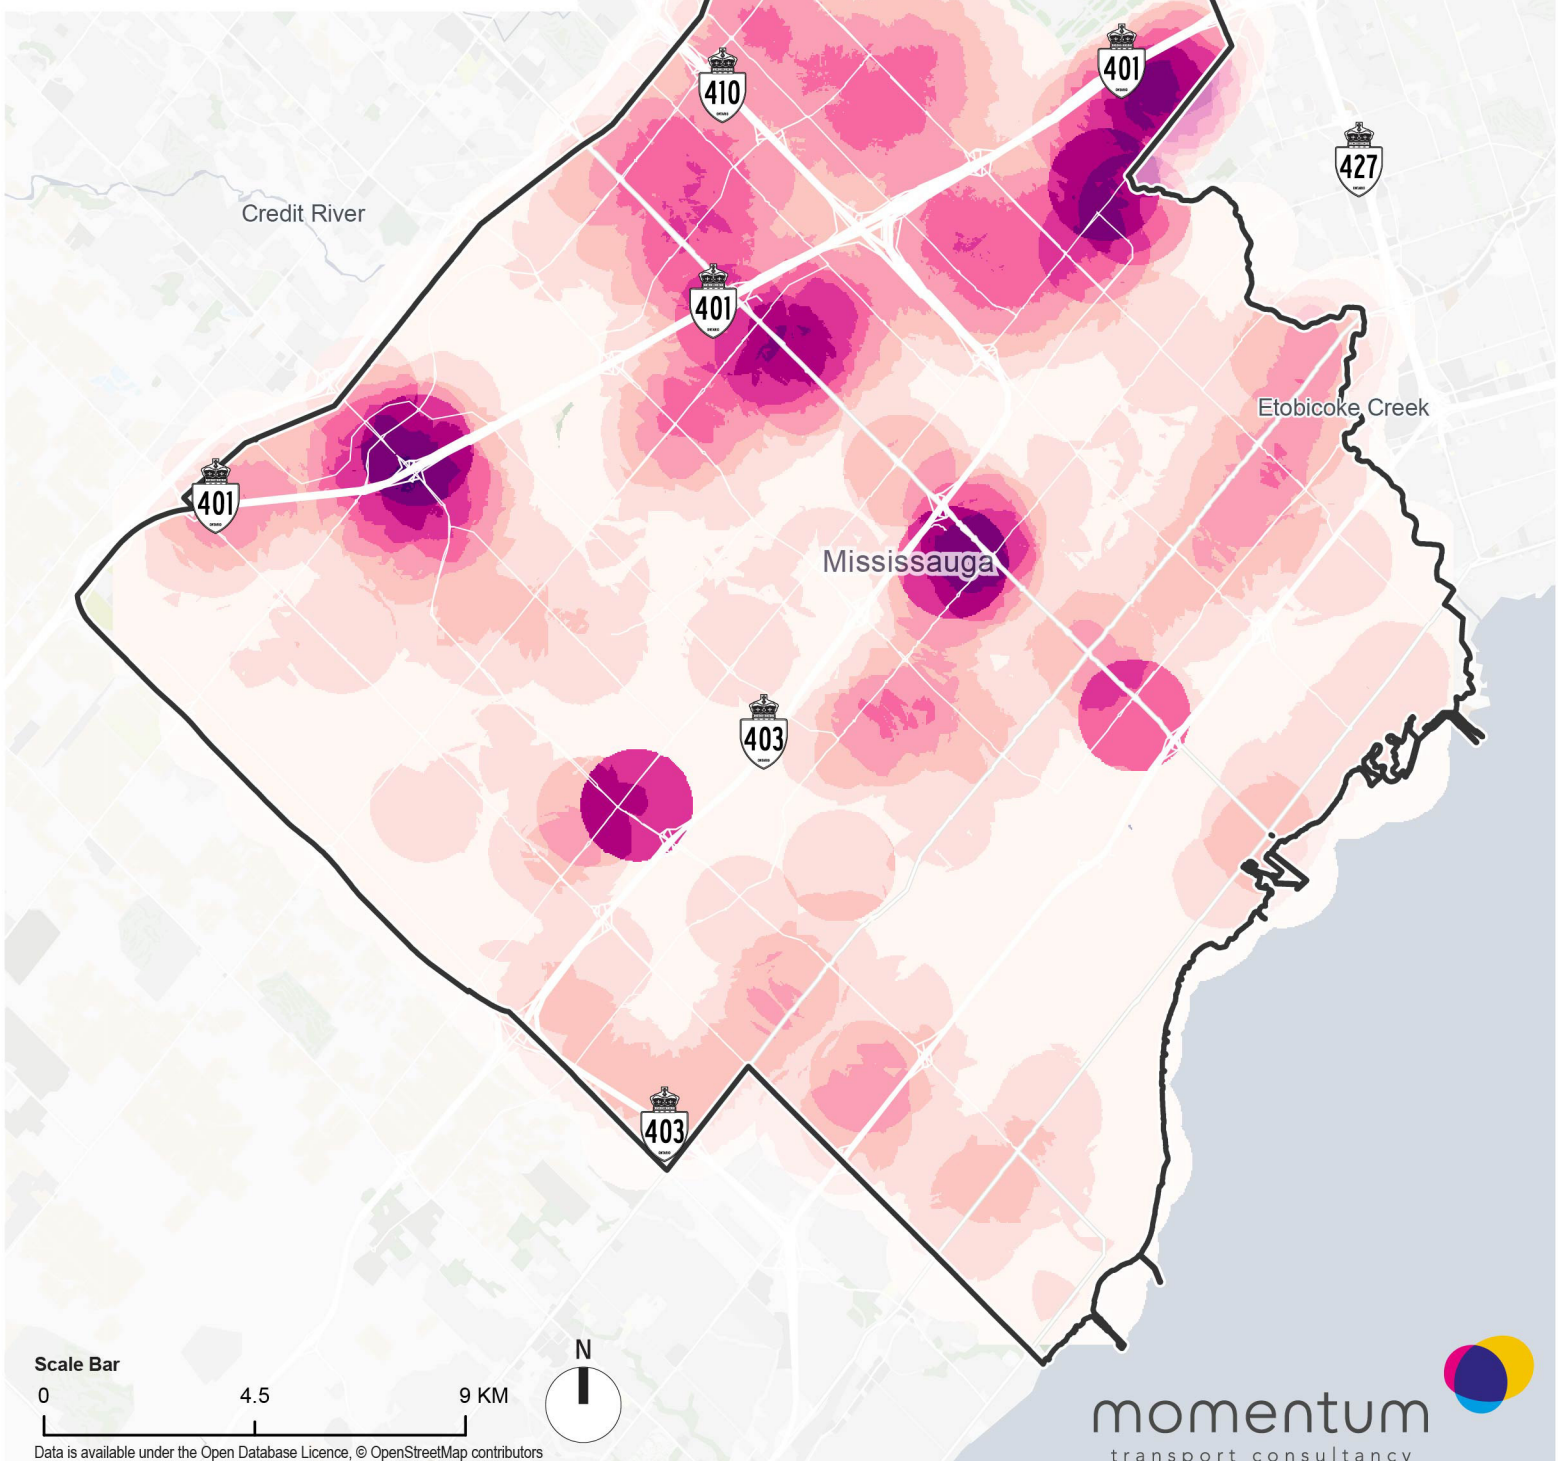 401
410
427
Credit River
401
Etobicoke Creek
401
Mississauga
403
403
N
Scale Bar
0 4.5 9 KM
Data is available under the Open Database Licence, © OpenStreetMap contributors
momentum
transport consultancy